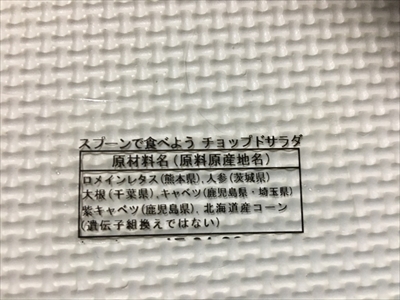 スプーンで食べよう チョップドサラダ
原材料名(原料原産地名)
ロメインレタス(熊本県)、人参(茨城県)
大根(千葉県)、キャベツ(鹿児島県・埼玉県)
紫キャベツ(鹿児島県)、北海道産コーン
(遺伝子組換えではない)